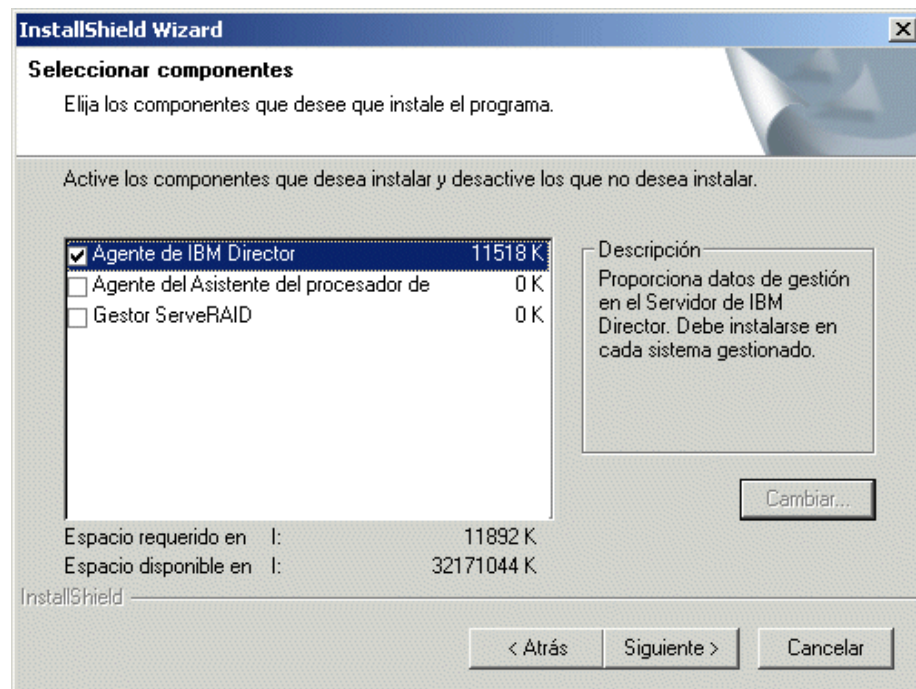 InstallShield Wizard
Seleccionar componentes
Elija los componentes que desee que instale el programa.
Active los componentes que desea instalar y desactive los que no desea instalar.
Agente de IBM Director 11518 K
Agente del Asistente del procesador de 0 K
Gestor ServeRAID 0 K
Descripción
Proporciona datos de gestión
en el Servidor de IBM
Director. Debe instalarse en
cada sistema gestionado.
Cambiar...
Espacio requerido en I: 11892 K
Espacio disponible en I: 32171044 K
InstallShield
< Atrás Siguiente > Cancelar